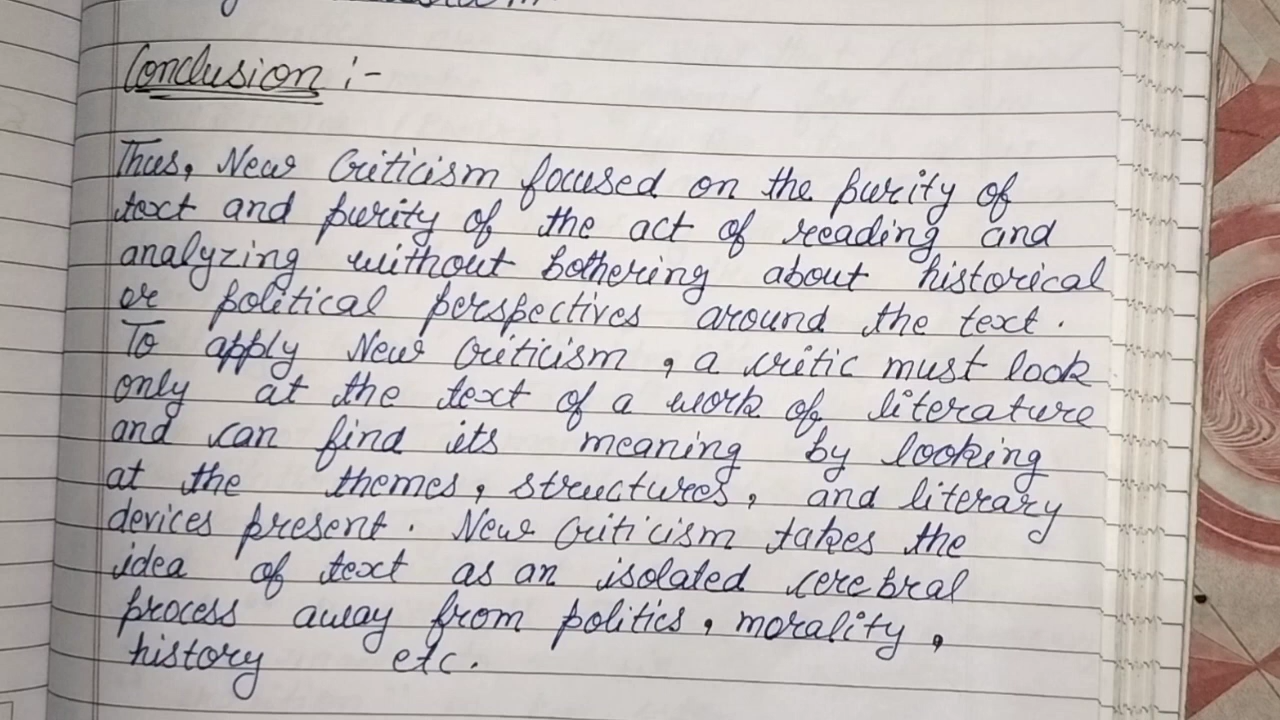 Conclusion :-
Thus, New Criticism focused on the purity of
text and purity of the act of reading and
analyzing without bothering about historical
or political perspectives around the text.
To apply New Criticism, a critic must look
only at the text of a work of literature
and can find its meaning by looking
at the themes, structures, and literary
devices present. New Criticism takes the
idea of text as an isolated cerebral
process away from politics, morality,
history etc.